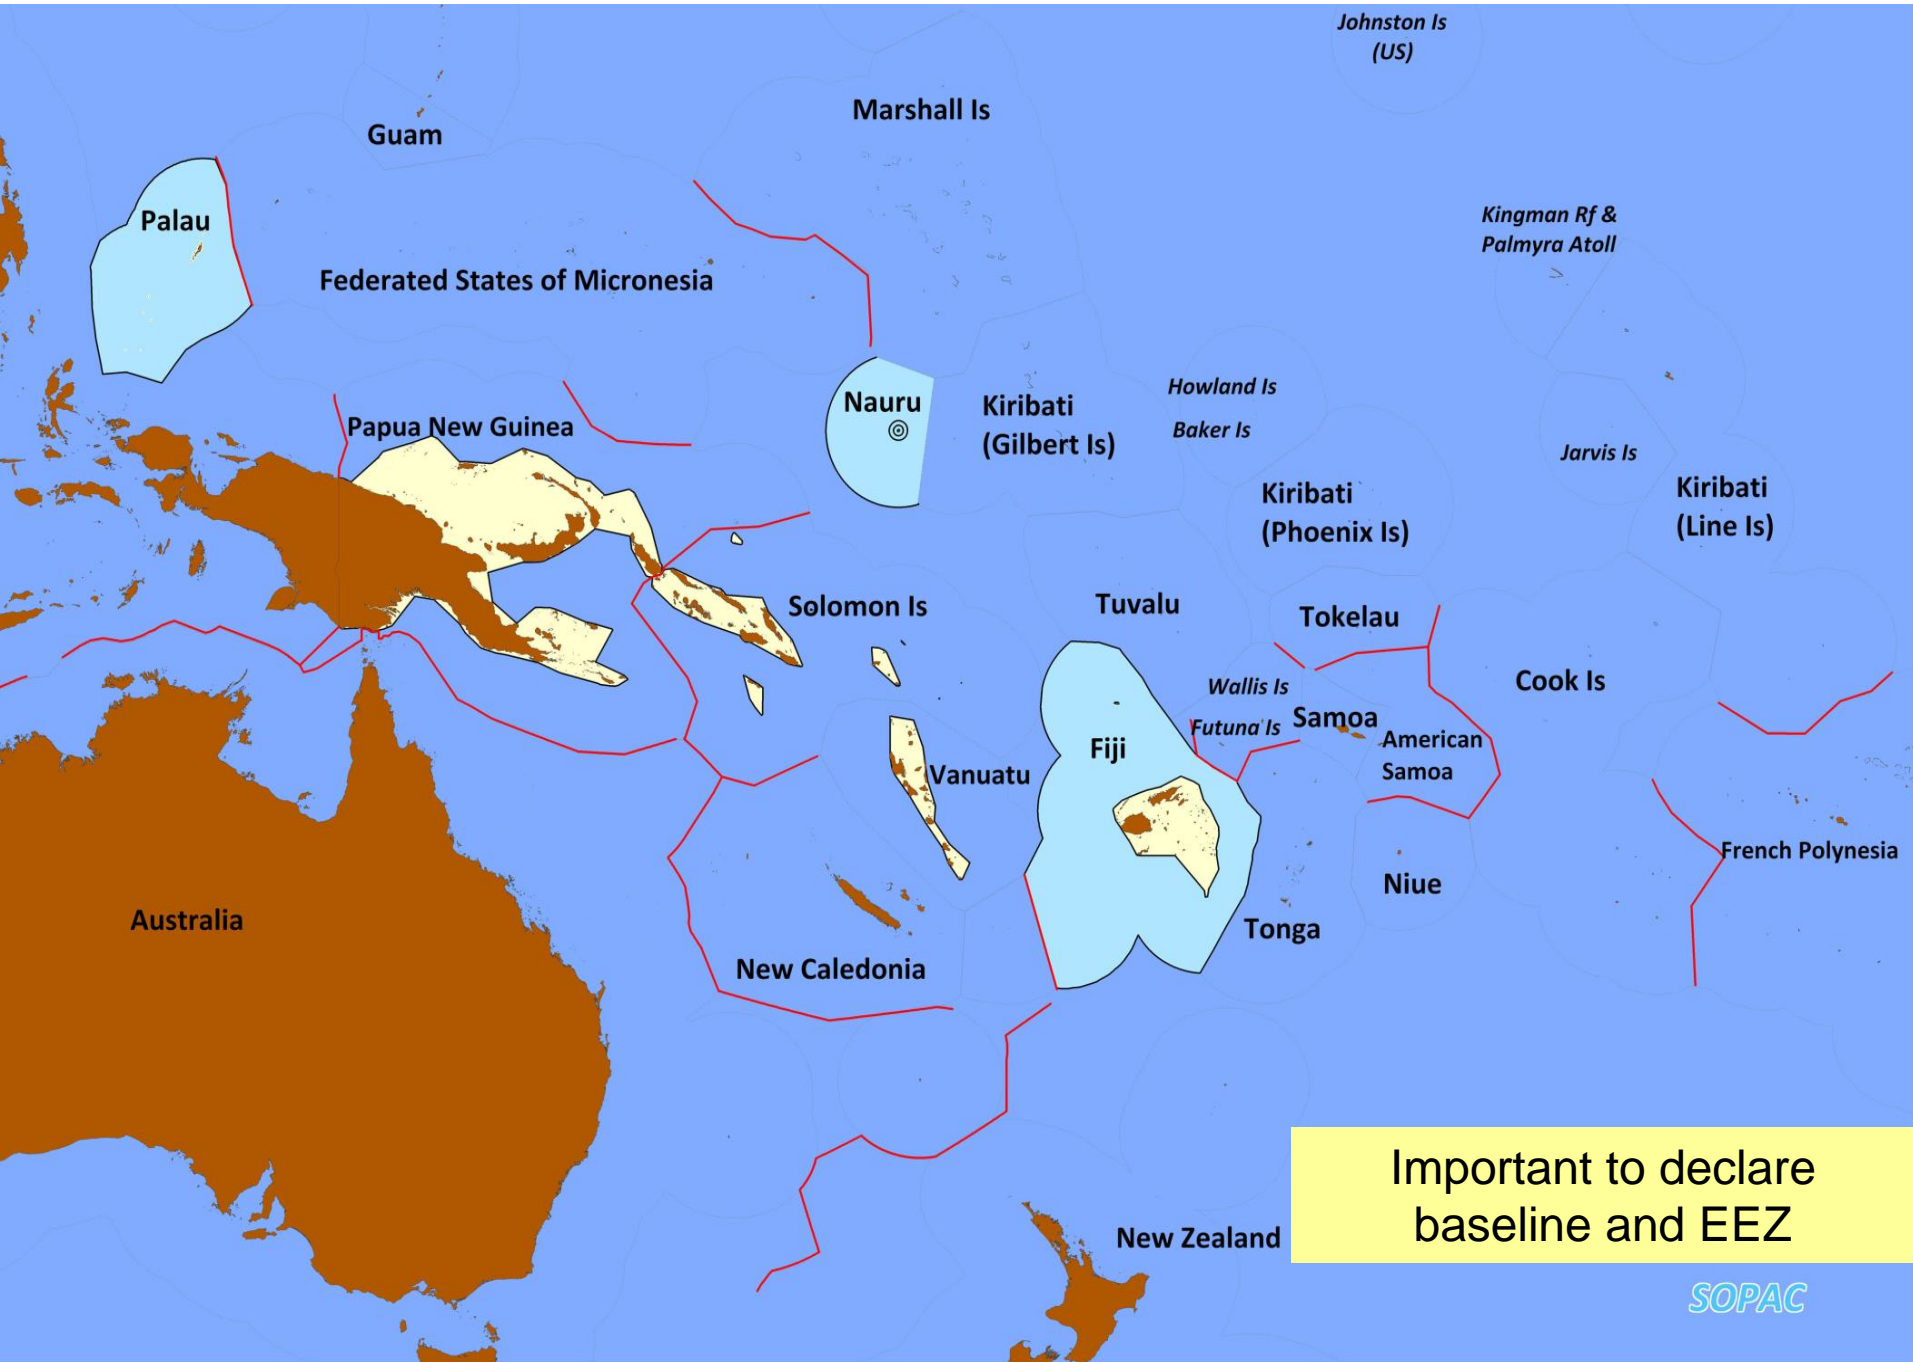 Johnston Is
(US)
Marshall Is
Guam
Palau
Kingman Rf &
Palmyra Atoll
Federated States of Micronesia
Nauru
Kiribati
(Gilbert Is)
Howland Is
Baker Is
Papua New Guinea
Jarvis Is
Kiribati
(Phoenix Is)
Kiribati
(Line Is)
Solomon Is
Tuvalu
Tokelau
Cook Is
Wallis Is
Futuna Is
Samoa
American
Samoa
Fiji
Vanuatu
French Polynesia
Niue
Australia
Tonga
New Caledonia
New Zealand
Important to declare
baseline and EEZ
SOPAC